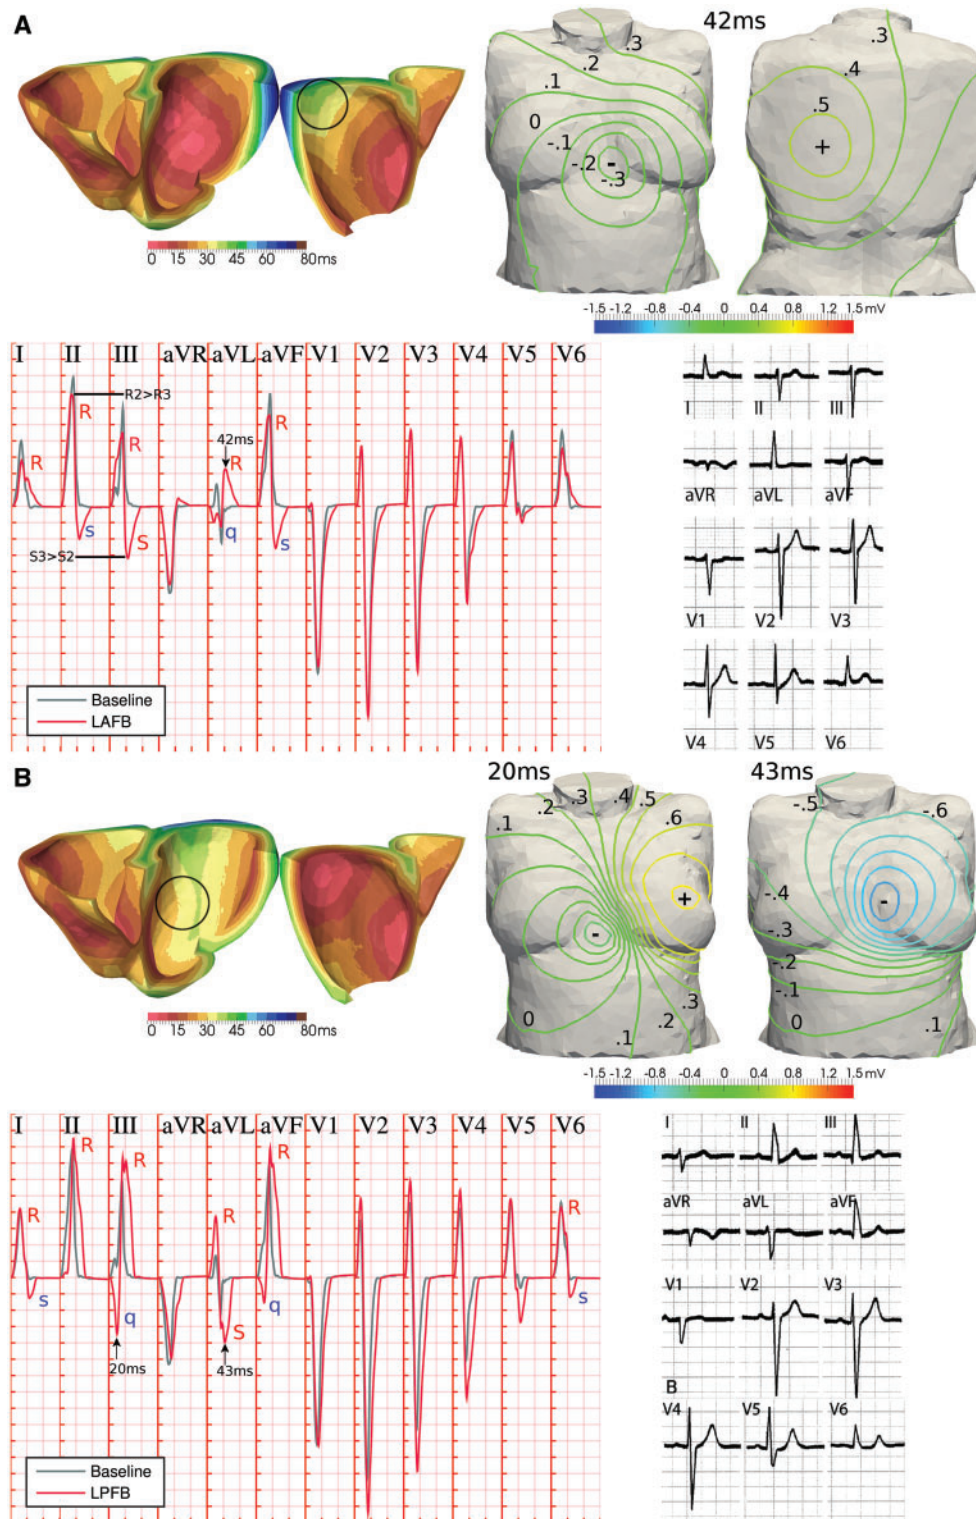 A
42ms
.3
.2
.1
0
-.1
-.2
-
-.3
.3
.4
.5
+
0 15 30 45 60 80ms
-1.5 -1.2 -0.8 -0.4 0 0.4 0.8 1.2 1.5 mV
I II III aVR aVL aVF V1 V2 V3 V4 V5 V6
R2>R3
R
R
42ms
R
R
s
S
q
s
S3>S2
Baseline
LAFB
I II III
aVR aVL aVF
V1 V2 V3
V4 V5 V6
B
20ms
43ms
.1
.2
.3
.4
.5
.6
+
-
0
.1
.2
.3
-.5
-.6
-.4
-
-.3
-.2
-.1
0
.1
0 15 30 45 60 80ms
-1.5 -1.2 -0.8 -0.4 0 0.4 0.8 1.2 1.5 mV
I II III aVR aVL aVF V1 V2 V3 V4 V5 V6
R
R
R
R
R
R
s
q
S
q
s
20ms
43ms
Baseline
LPFB
I II III
aVR aVL aVF
V1 V2 V3
B
V4 V5 V6